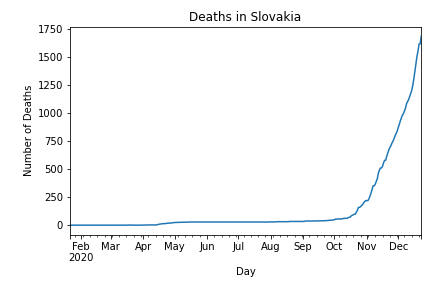 Deaths in Slovakia
Number of Deaths
1750
1500
1250
1000
750
500
250
0
Feb Mar Apr May Jun Jul Aug Sep Oct Nov Dec
2020
Day